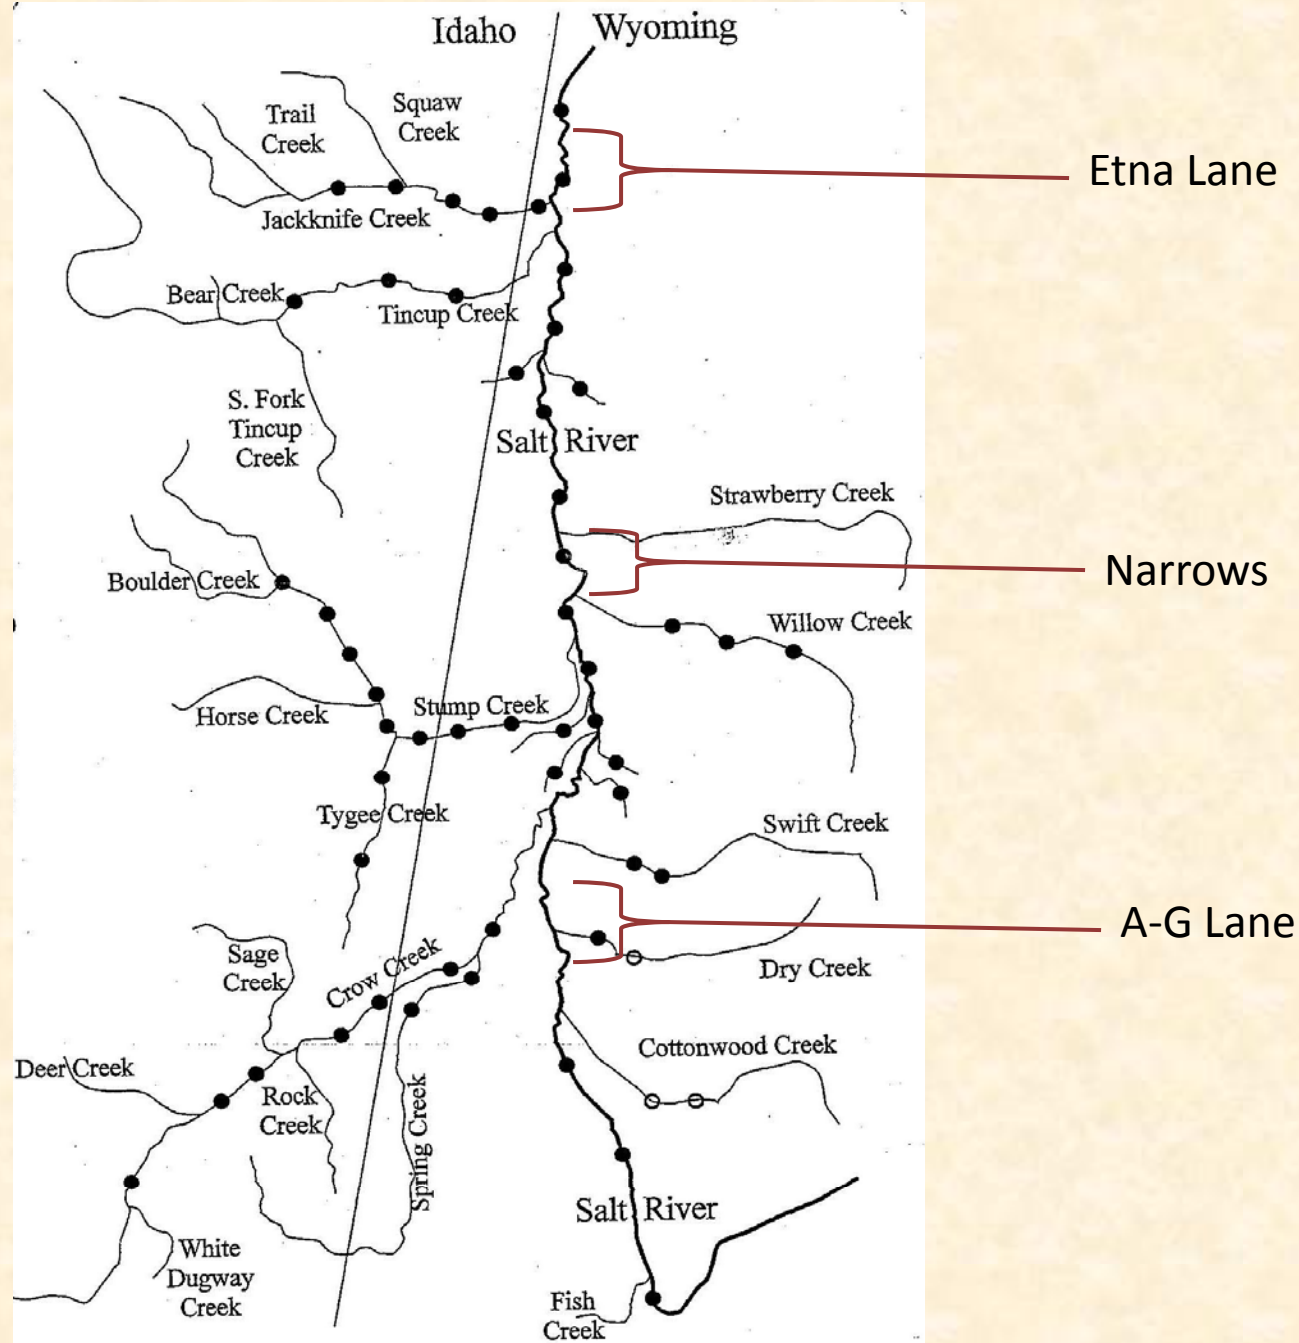 Idaho
Wyoming
Trail
Creek
Squaw
Creek
Etna Lane
Jackknife Creek
Bear Creek
Tincup Creek
S. Fork
Tincup
Creek
Salt River
Strawberry Creek
Narrows
Boulder Creek
Willow Creek
Horse Creek
Stump Creek
Tygee Creek
Swift Creek
A-G Lane
Sage
Creek
Crow Creek
Dry Creek
Deer Creek
Rock
Creek
Spring Creek
Cottonwood Creek
Salt River
White
Dugway
Creek
Fish
Creek